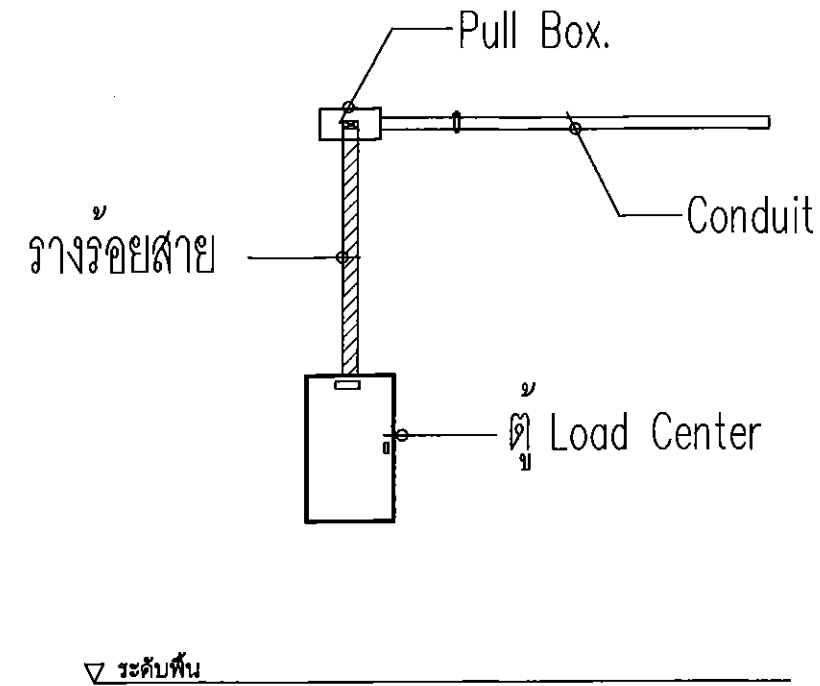 Pull Box.
Conduit
รางร้อยสาย
ตู้ Load Center
ระดับพื้น